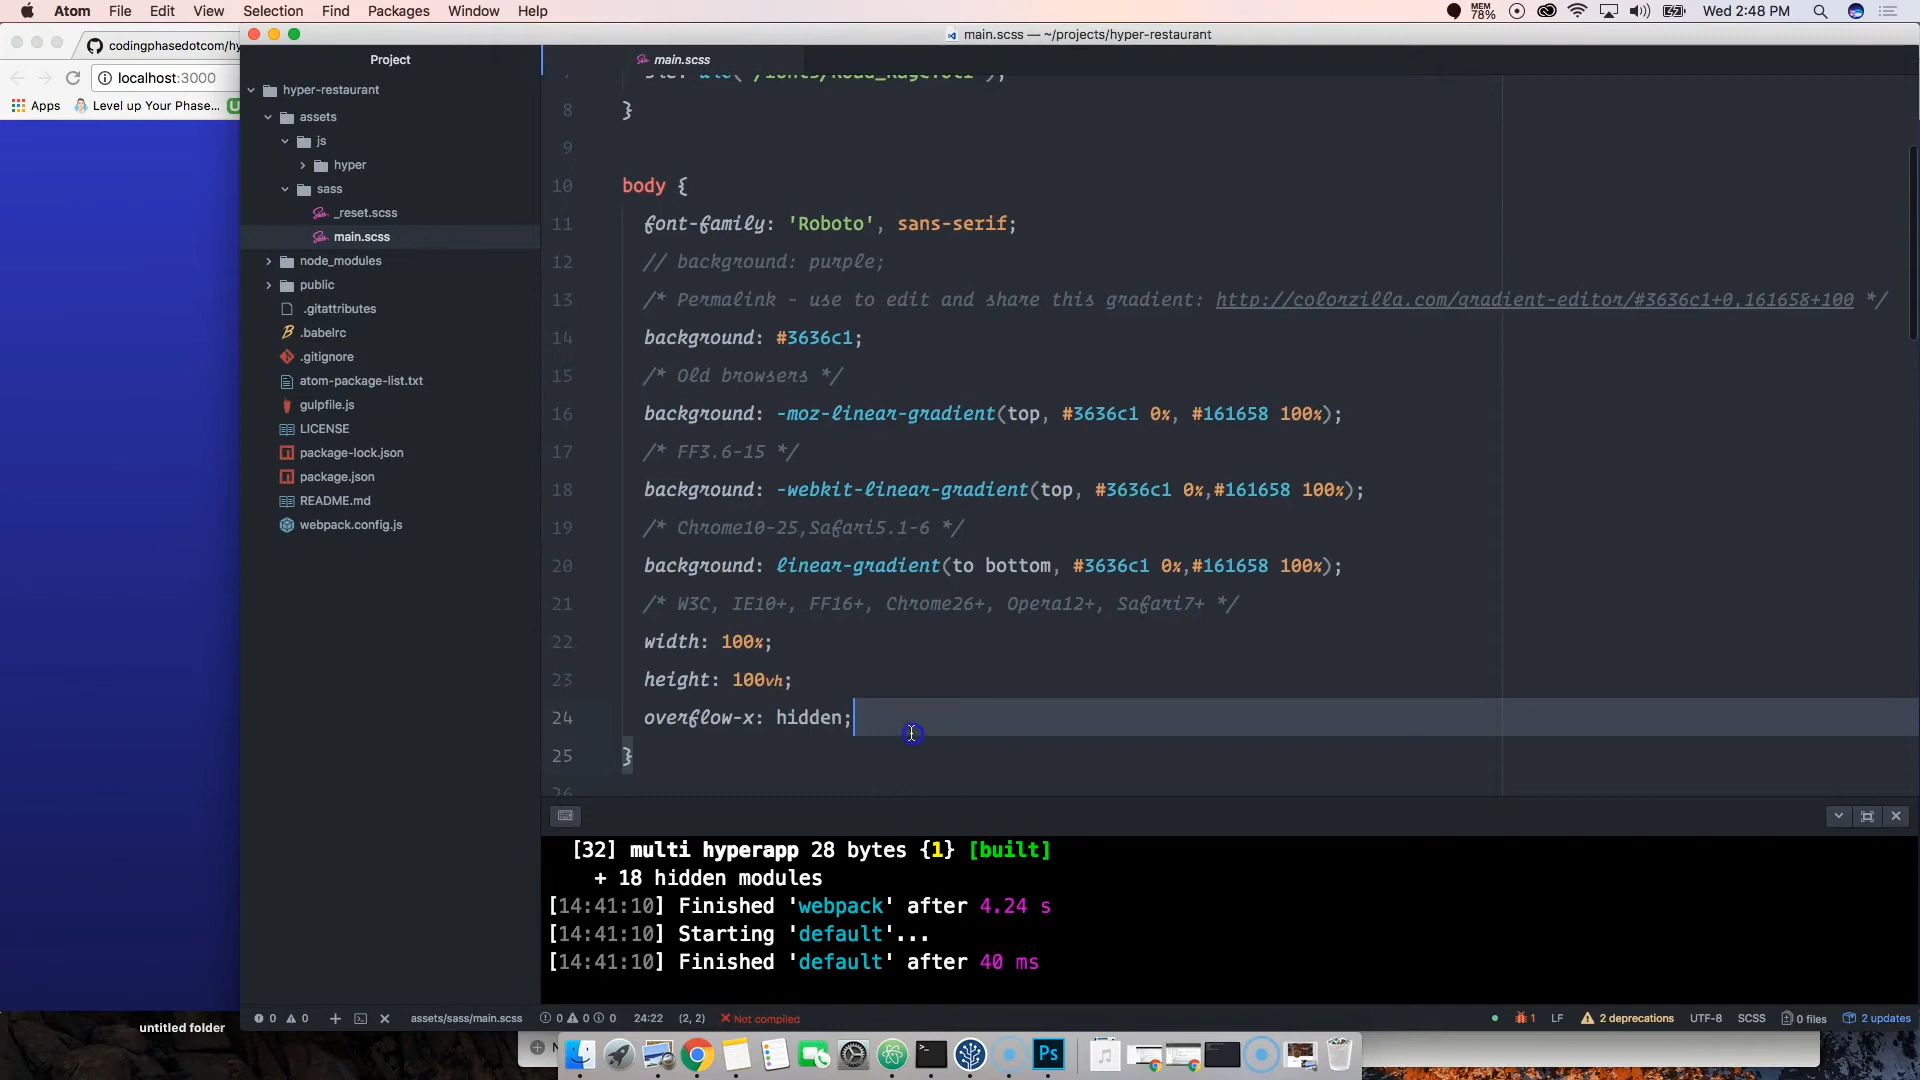 Atom File Edit View Selection Find Packages Window Help
MEM 78% Wed 2:48 PM
codingphasedotcom/hy
main.scss — ~/projects/hyper-restaurant
localhost:3000
Apps Level up Your Phase...
Project
hyper-restaurant
assets
js
hyper
sass
_reset.scss
main.scss
node_modules
public
.gitattributes
.babelrc
.gitignore
atom-package-list.txt
gulpfile.js
LICENSE
package-lock.json
package.json
README.md
webpack.config.js
main.scss
8 }
9
10 body {
11 font-family: 'Roboto', sans-serif;
12 // background: purple;
13 /* Permalink - use to edit and share this gradient: http://colorzilla.com/gradient-editor/#3636c1+0,161658+100 */
14 background: #3636c1;
15 /* Old browsers */
16 background: -moz-linear-gradient(top, #3636c1 0%, #161658 100%);
17 /* FF3.6-15 */
18 background: -webkit-linear-gradient(top, #3636c1 0%,#161658 100%);
19 /* Chrome10-25,Safari5.1-6 */
20 background: linear-gradient(to bottom, #3636c1 0%,#161658 100%);
21 /* W3C, IE10+, FF16+, Chrome26+, Opera12+, Safari7+ */
22 width: 100%;
23 height: 100vh;
24 overflow-x: hidden;
25 }
26
[32] multi hyperapp 28 bytes {1} [built]
+ 18 hidden modules
[14:41:10] Finished 'webpack' after 4.24 s
[14:41:10] Starting 'default'...
[14:41:10] Finished 'default' after 40 ms
0 0 assets/sass/main.scss 0 0 0 24:22 (2, 2) Not compiled 1 LF 2 deprecations UTF-8 SCSS 0 files 2 updates
untitled folder
Ps